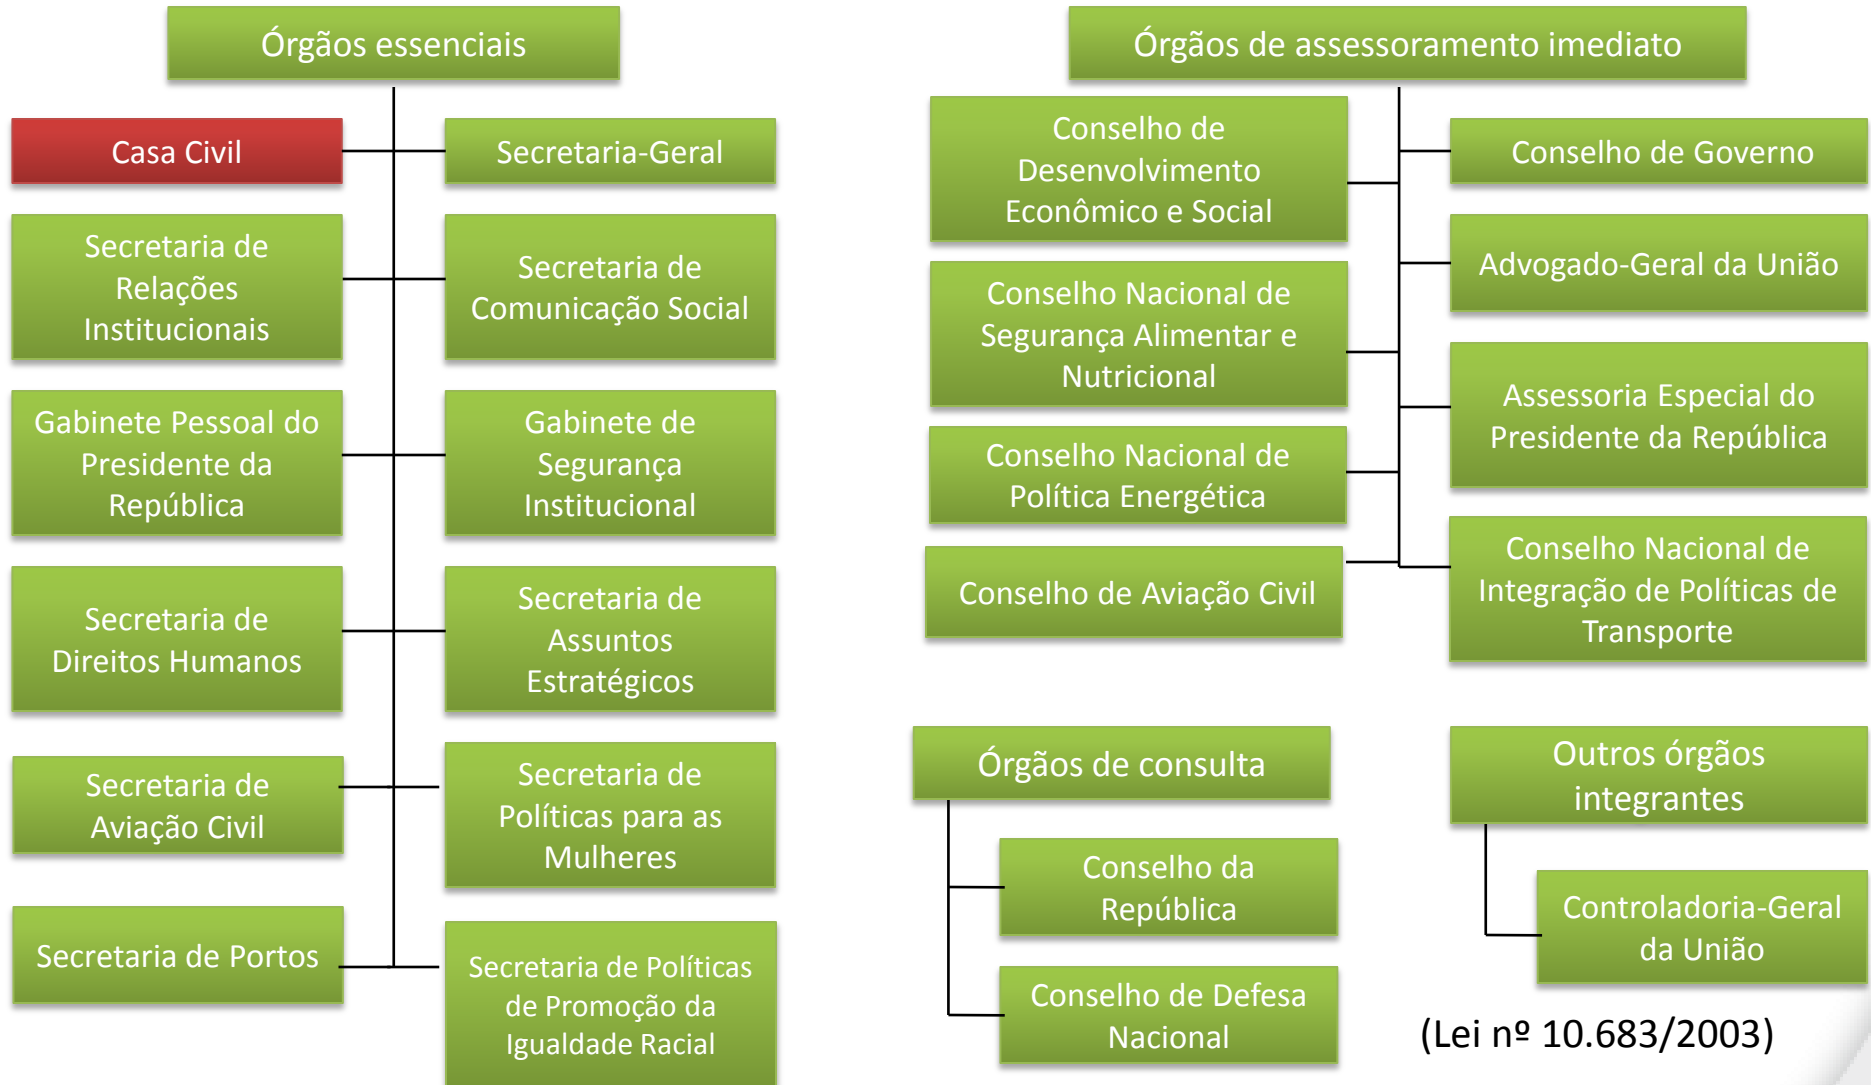 Órgãos essenciais
Casa Civil
Secretaria-Geral
Secretaria de
Relações
Institucionais
Secretaria de
Comunicação Social
Gabinete Pessoal do
Presidente da
República
Gabinete de
Segurança
Institucional
Secretaria de
Direitos Humanos
Secretaria de
Assuntos
Estratégicos
Secretaria de
Aviação Civil
Secretaria de
Políticas para as
Mulheres
Secretaria de Portos
Secretaria de Políticas
de Promoção da
Igualdade Racial
Órgãos de assessoramento imediato
Conselho de
Desenvolvimento
Econômico e Social
Conselho de Governo
Conselho Nacional de
Segurança Alimentar e
Nutricional
Advogado-Geral da União
Conselho Nacional de
Política Energética
Assessoria Especial do
Presidente da República
Conselho de Aviação Civil
Conselho Nacional de
Integração de Políticas de
Transporte
Órgãos de consulta
Conselho da
República
Conselho de Defesa
Nacional
Outros órgãos
integrantes
Controladoria-Geral
da União
(Lei nº 10.683/2003)